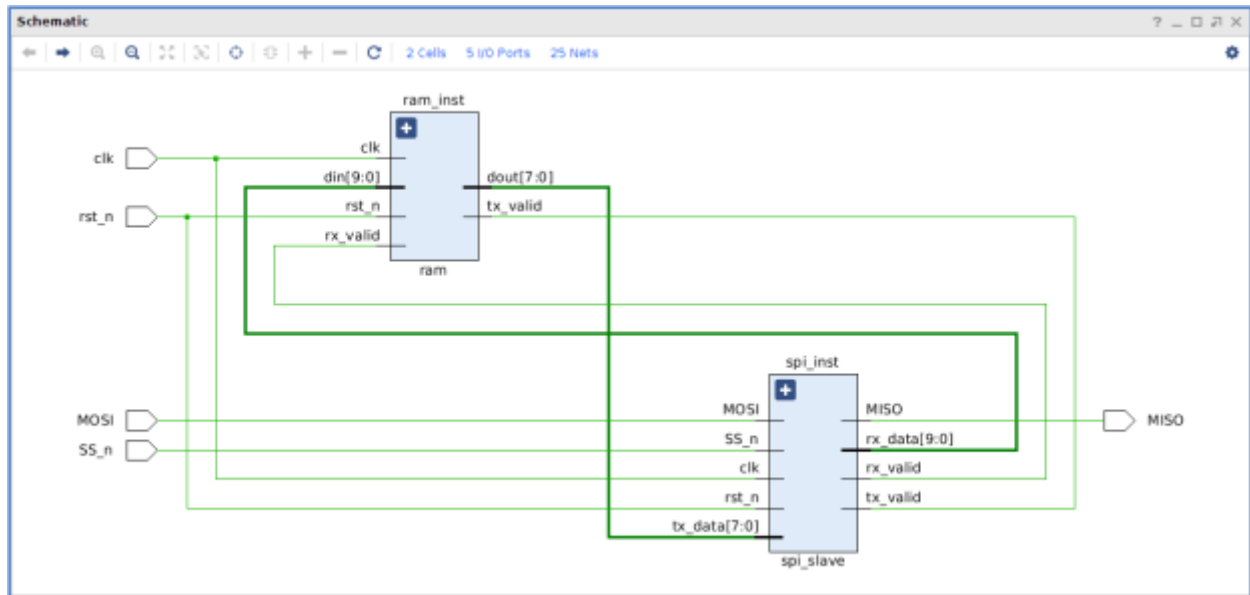 Schematic
2 Cells 5 I/O Ports 25 Nets
ram_inst
clk
clk
din[9:0] dout[7:0]
rst_n
rst_n tx_valid
rx_valid
ram
spi_inst
MOSI
MOSI MISO
MISO
SS_n
SS_n rx_data[9:0]
clk rx_valid
rst_n tx_valid
tx_data[7:0]
spi_slave